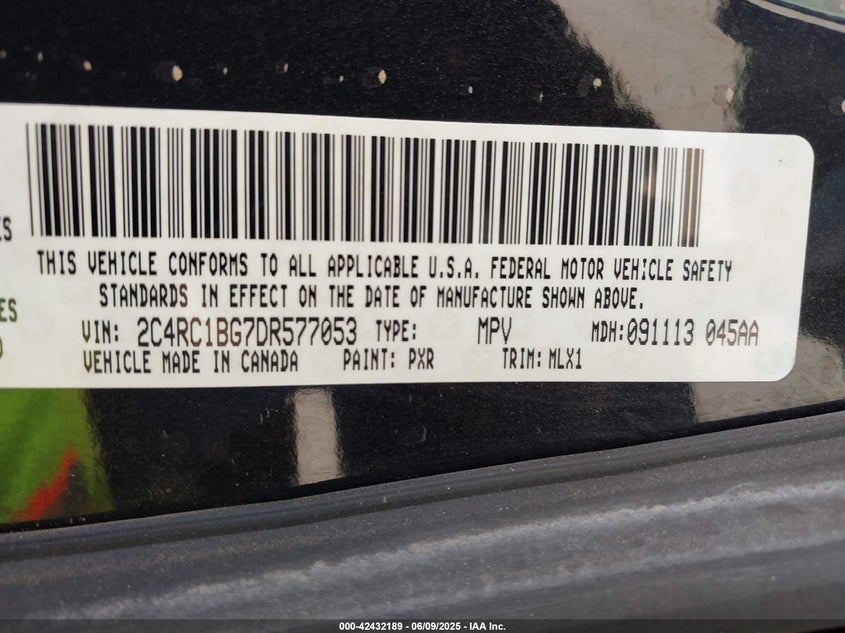 ES
THIS VEHICLE CONFORMS TO ALL APPLICABLE U.S.A. FEDERAL MOTOR VEHICLE SAFETY
STANDARDS IN EFFECT ON THE DATE OF MANUFACTURE SHOWN ABOVE.
ES
VIN: 2C4RC1BG7DR577053 TYPE: MPV MDH: 091113 045AA
VEHICLE MADE IN CANADA PAINT: PXR TRIM: MLX1
000-42432189 - 06/09/2025 - IAA Inc.